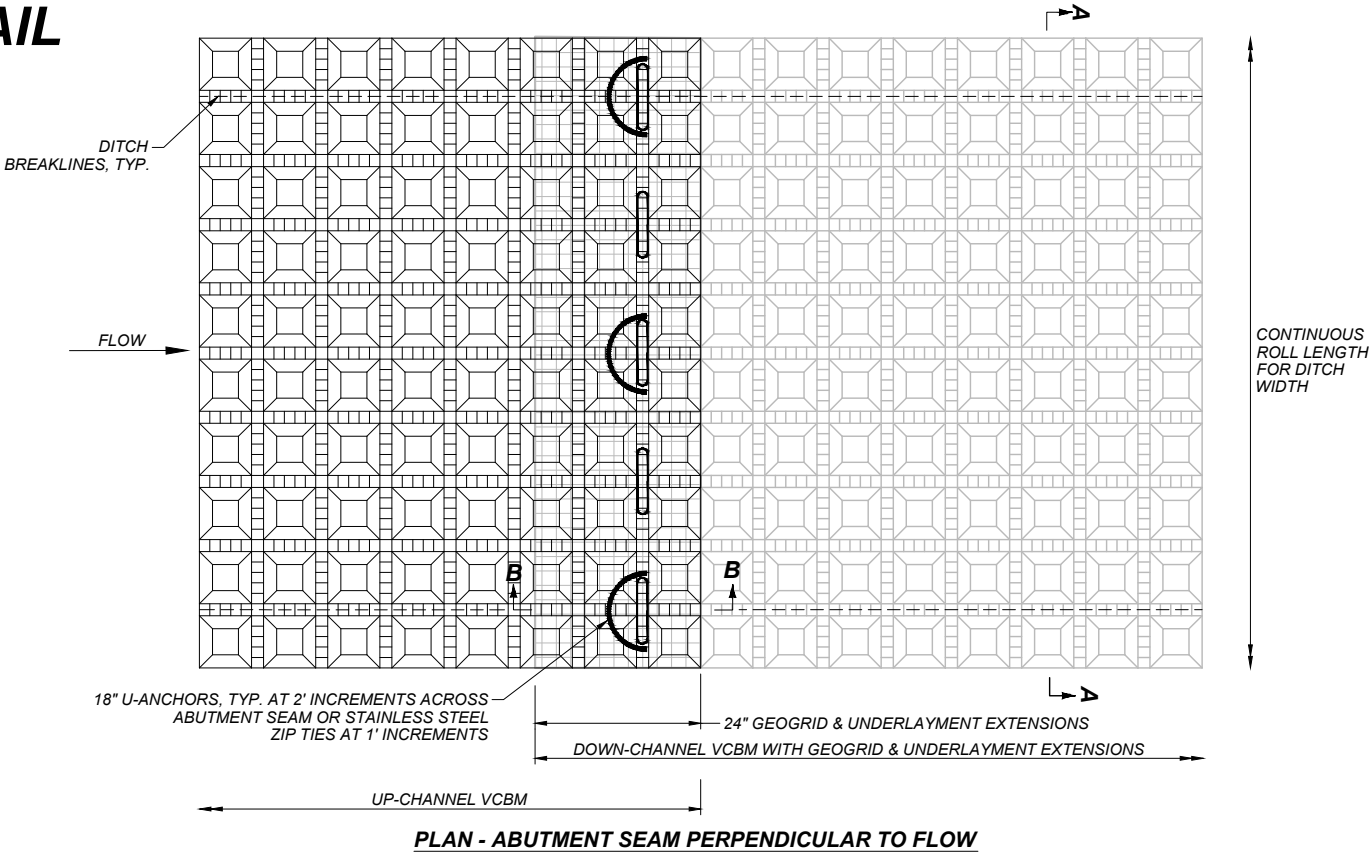 AIL
A
DITCH
BREAKLINES, TYP.
FLOW
CONTINUOUS
ROLL LENGTH
FOR DITCH
WIDTH
B
B
A
18" U-ANCHORS, TYP. AT 2' INCREMENTS ACROSS
ABUTMENT SEAM OR STAINLESS STEEL
ZIP TIES AT 1' INCREMENTS
24" GEOGRID & UNDERLAYMENT EXTENSIONS
DOWN-CHANNEL VCBM WITH GEOGRID & UNDERLAYMENT EXTENSIONS
UP-CHANNEL VCBM
PLAN - ABUTMENT SEAM PERPENDICULAR TO FLOW